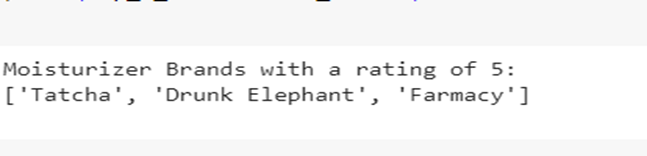 Moisturizer Brands with a rating of 5:
['Tatcha', 'Drunk Elephant', 'Farmacy']